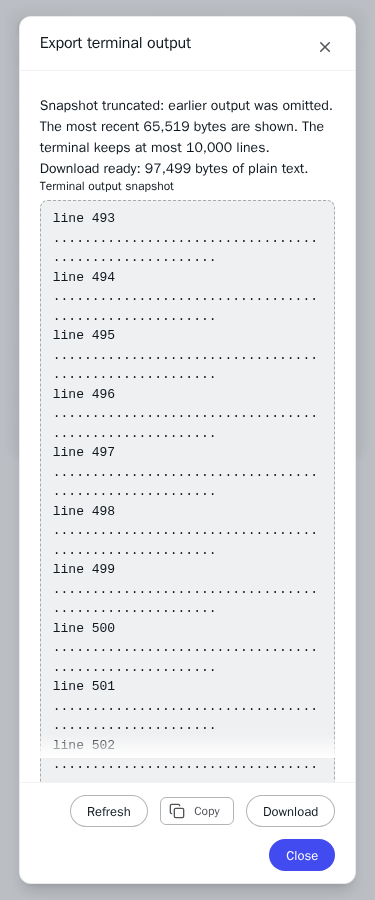 Export terminal output
Snapshot truncated: earlier output was omitted.
The most recent 65,519 bytes are shown. The
terminal keeps at most 10,000 lines.
Download ready: 97,499 bytes of plain text.
Terminal output snapshot
line 493
..................................
.....................
line 494
..................................
.....................
line 495
..................................
.....................
line 496
..................................
.....................
line 497
..................................
.....................
line 498
..................................
.....................
line 499
..................................
.....................
line 500
..................................
.....................
line 501
..................................
.....................
line 502
..................................
Refresh
Copy
Download
Close